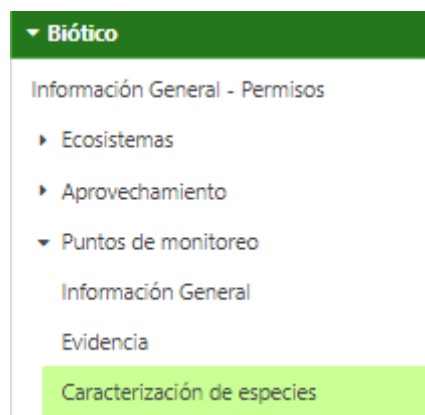 Biótico
Información General - Permisos
Ecosistemas
Aprovechamiento
Puntos de monitoreo
Información General
Evidencia
Caracterización de especies